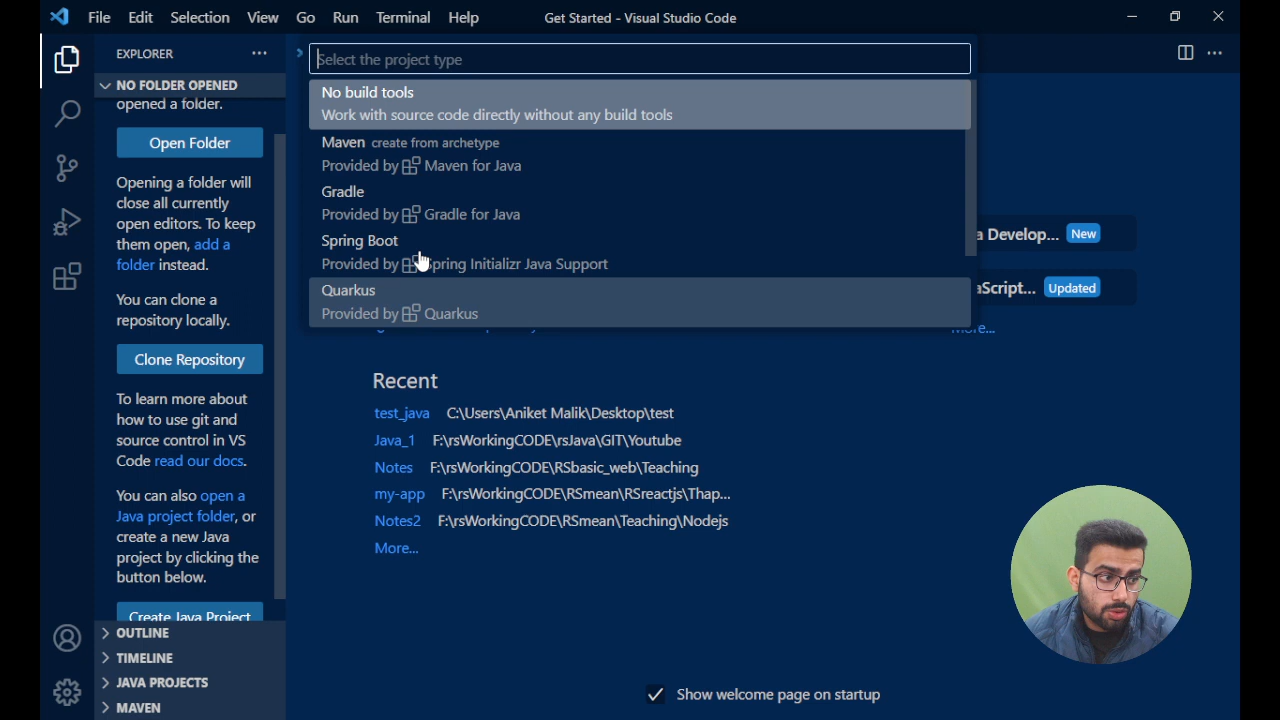 File Edit Selection View Go Run Terminal Help Get Started - Visual Studio Code
EXPLORER
NO FOLDER OPENED
opened a folder.
Open Folder
Opening a folder will
close all currently
open editors. To keep
them open, add a
folder instead.
You can clone a
repository locally.
Clone Repository
To learn more about
how to use git and
source control in VS
Code read our docs.
You can also open a
Java project folder, or
create a new Java
project by clicking the
button below.
Create Java Project
OUTLINE
TIMELINE
JAVA PROJECTS
MAVEN
Select the project type
No build tools
Work with source code directly without any build tools
Maven create from archetype
Provided by Maven for Java
Gradle
Provided by Gradle for Java
Spring Boot
Provided by Spring Initializr Java Support
Quarkus
Provided by Quarkus
a Develop... New
aScript... Updated
More...
Recent
test_java C:\Users\Aniket Malik\Desktop\test
Java_1 F:\rsWorkingCODE\rsJava\GIT\Youtube
Notes F:\rsWorkingCODE\RSbasic_web\Teaching
my-app F:\rsWorkingCODE\RSmean\RSreactjs\Thap...
Notes2 F:\rsWorkingCODE\RSmean\Teaching\Nodejs
More...
Show welcome page on startup